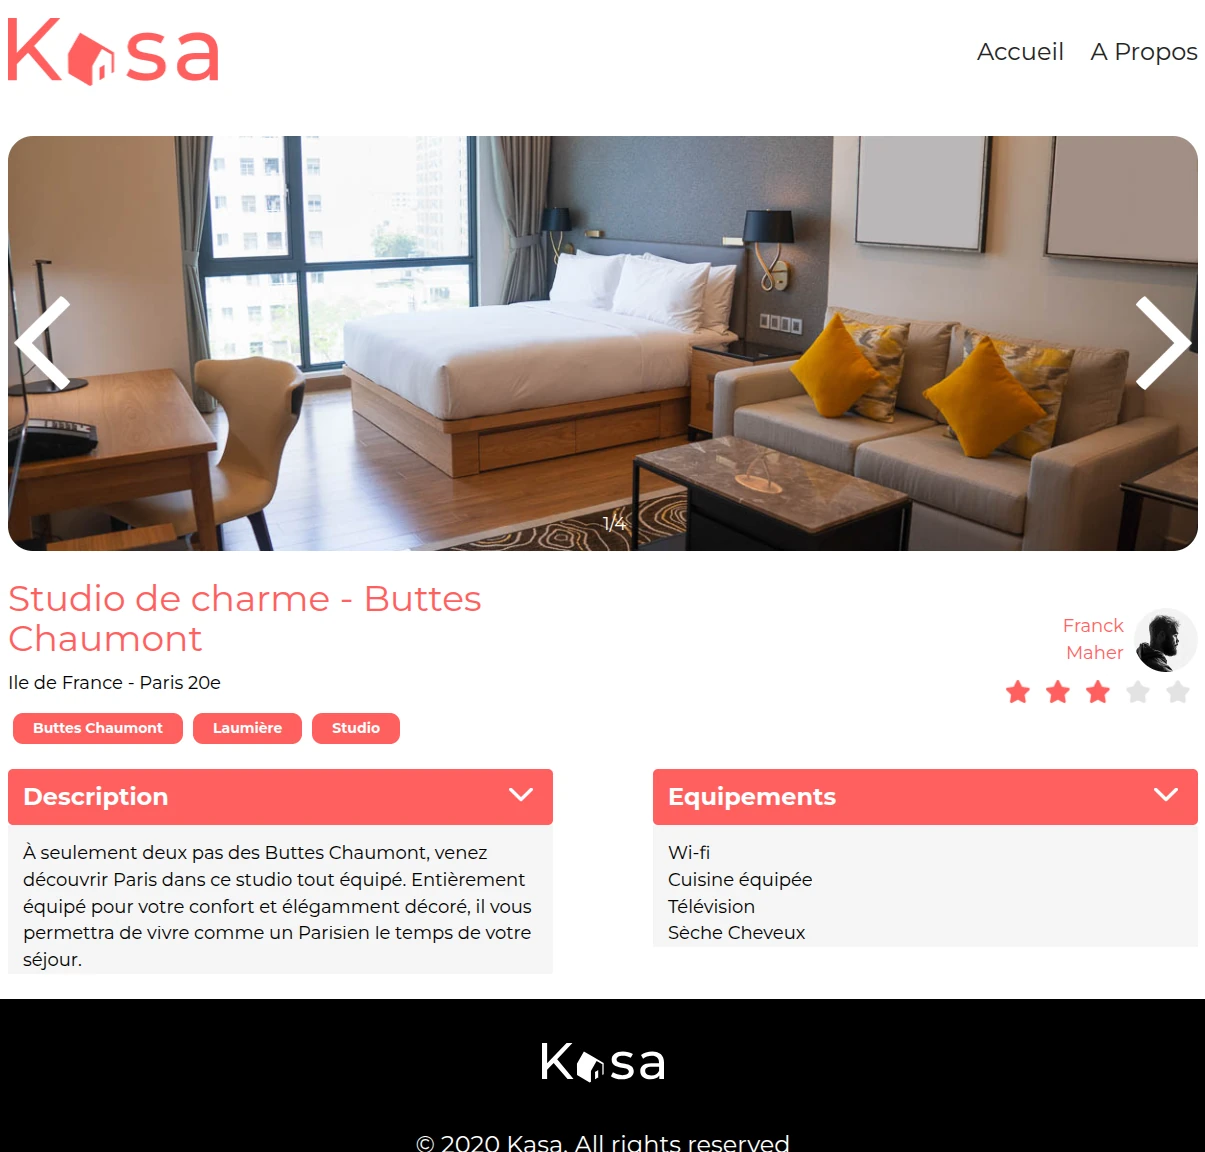 Kasa
Accueil A Propos
1/4
Studio de charme - Buttes
Chaumont
Ile de France - Paris 20e
Franck
Maher
Buttes Chaumont Laumière Studio
Description
À seulement deux pas des Buttes Chaumont, venez
découvrir Paris dans ce studio tout équipé. Entièrement
équipé pour votre confort et élégamment décoré, il vous
permettra de vivre comme un Parisien le temps de votre
séjour.
Equipements
Wi-fi
Cuisine équipée
Télévision
Sèche Cheveux
Kasa
© 2020 Kasa. All rights reserved